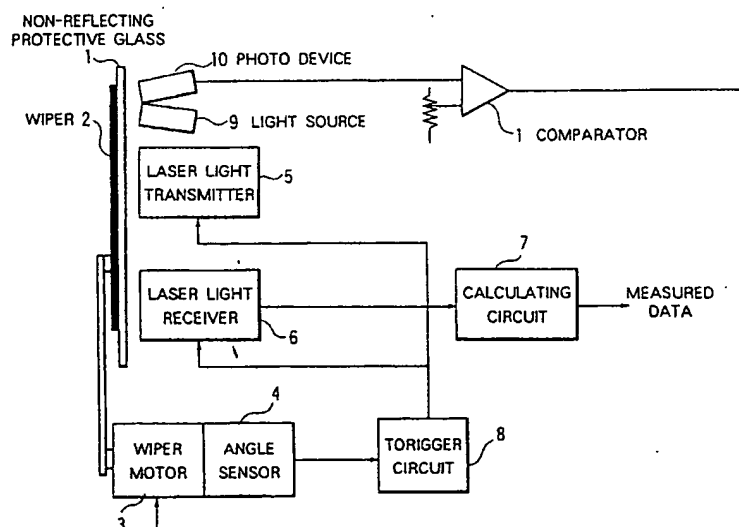 NON-REFLECTING
PROTECTIVE GLASS
1
10 PHOTO DEVICE
WIPER 2
9 LIGHT SOURCE
1 COMPARATOR
LASER LIGHT
TRANSMITTER
5
7
LASER LIGHT
RECEIVER
6
CALCULATING
CIRCUIT
MEASURED
DATA
4
WIPER
MOTOR
ANGLE
SENSOR
TORIGGER
CIRCUIT
8
3